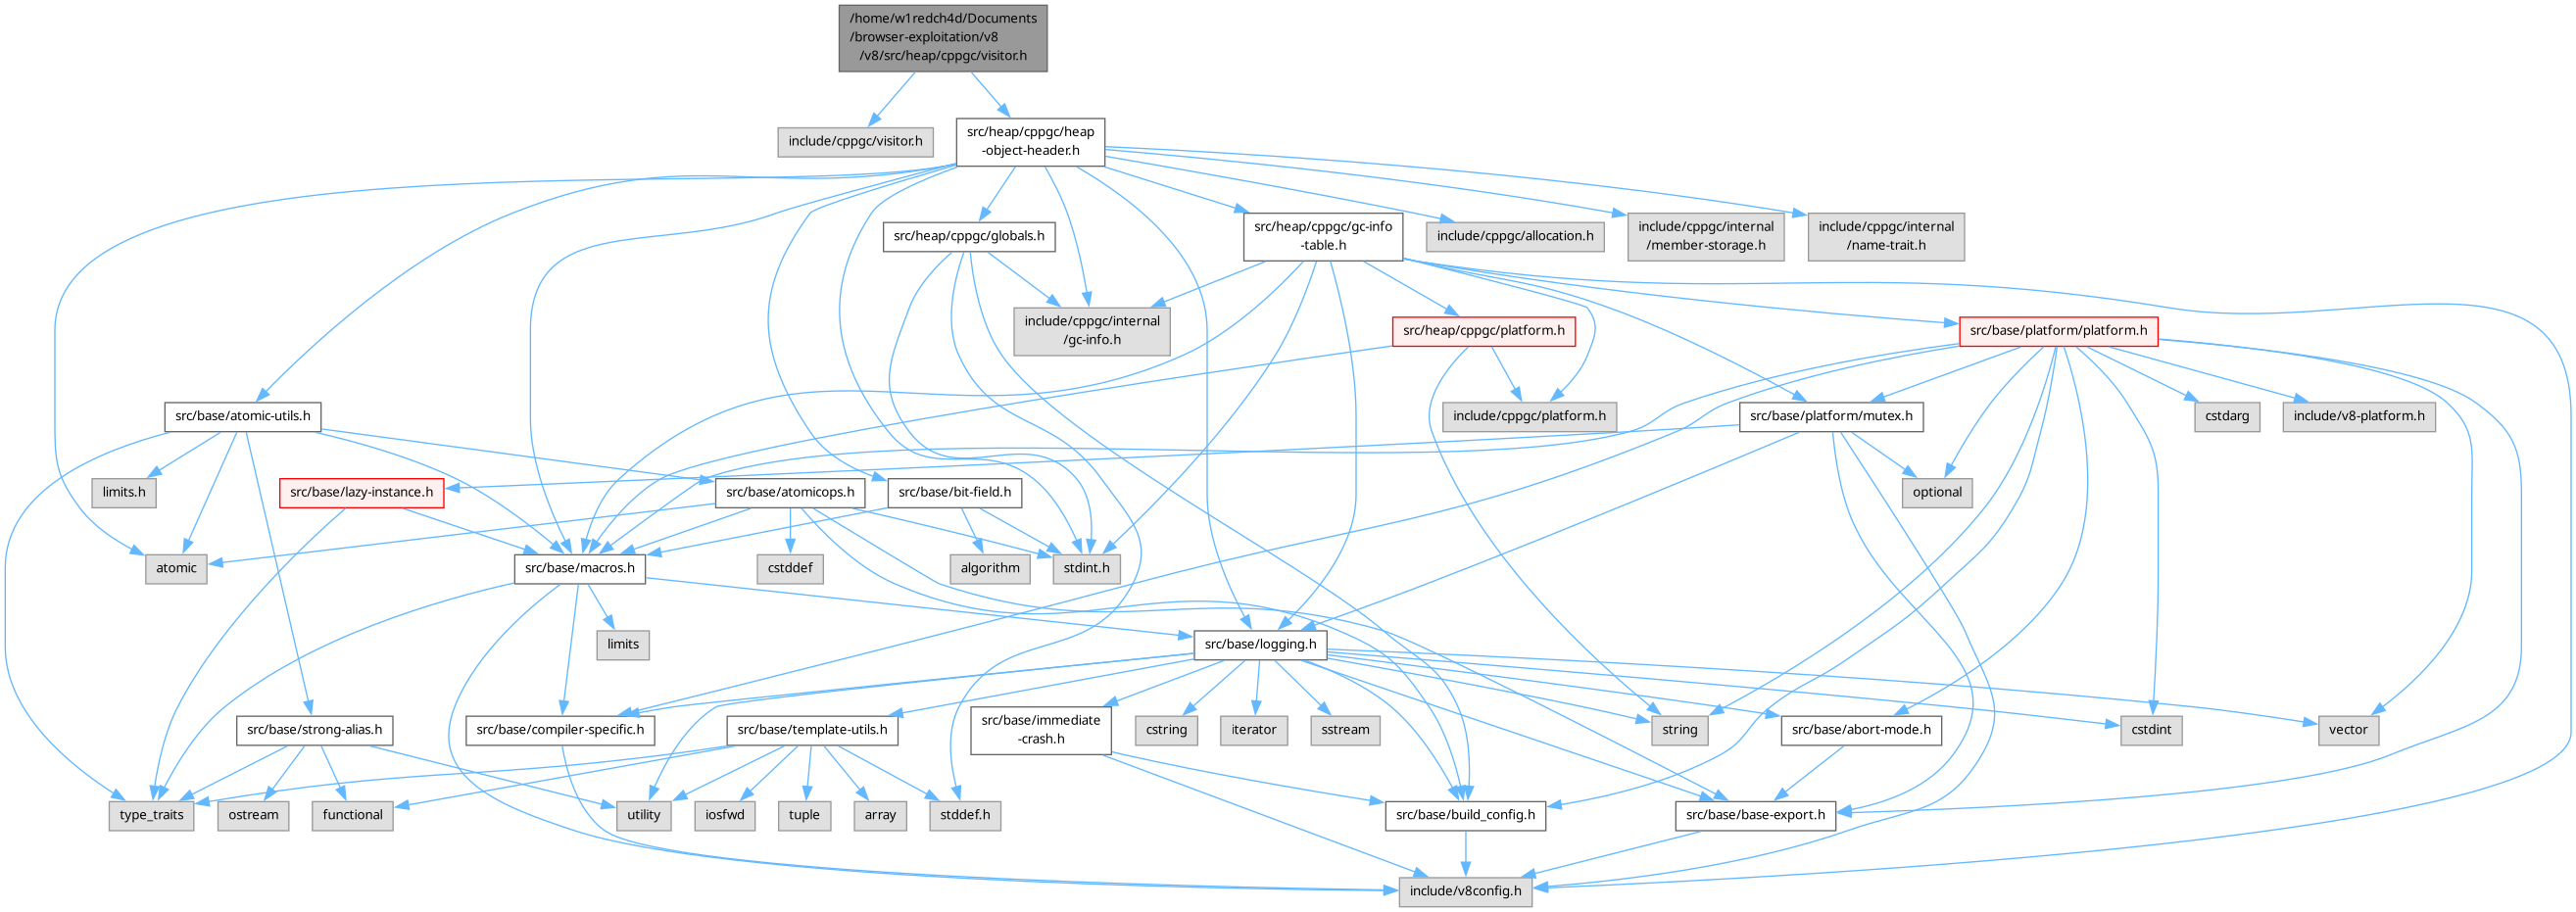 /home/w1redch4d/Documents
/browser-exploitation/v8
/v8/src/heap/cppgc/visitor.h
include/cppgc/visitor.h
src/heap/cppgc/heap
-object-header.h
src/heap/cppgc/globals.h
src/heap/cppgc/gc-info
-table.h
include/cppgc/allocation.h
include/cppgc/internal
/member-storage.h
include/cppgc/internal
/name-trait.h
include/cppgc/internal
/gc-info.h
src/heap/cppgc/platform.h
src/base/platform/platform.h
src/base/atomic-utils.h
include/cppgc/platform.h
src/base/platform/mutex.h
cstdarg
include/v8-platform.h
limits.h
src/base/lazy-instance.h
src/base/atomicops.h
src/base/bit-field.h
optional
atomic
src/base/macros.h
cstddef
algorithm
stdint.h
limits
src/base/logging.h
src/base/strong-alias.h
src/base/compiler-specific.h
src/base/template-utils.h
src/base/immediate
-crash.h
cstring
iterator
sstream
string
src/base/abort-mode.h
cstdint
vector
type_traits
ostream
functional
utility
iosfwd
tuple
array
stddef.h
src/base/build_config.h
src/base/base-export.h
include/v8config.h